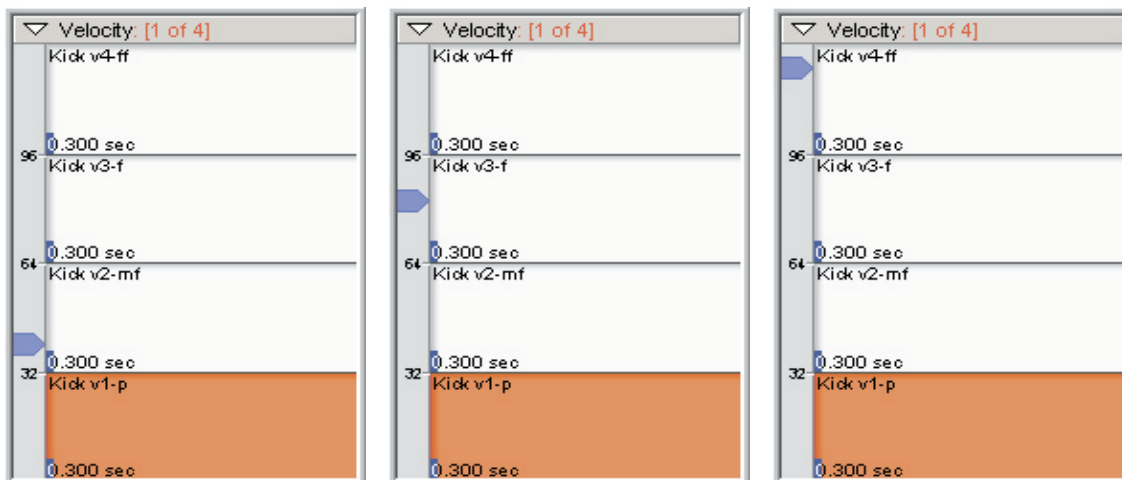 Velocity: [1 of 4]
Kick v4-ff
0.300 sec
96
Kick v3-f
0.300 sec
64
Kick v2-mf
0.300 sec
32
Kick v1-p
0.300 sec
Velocity: [1 of 4]
Kick v4-ff
0.300 sec
96
Kick v3-f
0.300 sec
64
Kick v2-mf
0.300 sec
32
Kick v1-p
0.300 sec
Velocity: [1 of 4]
Kick v4-ff
0.300 sec
96
Kick v3-f
0.300 sec
64
Kick v2-mf
0.300 sec
32
Kick v1-p
0.300 sec